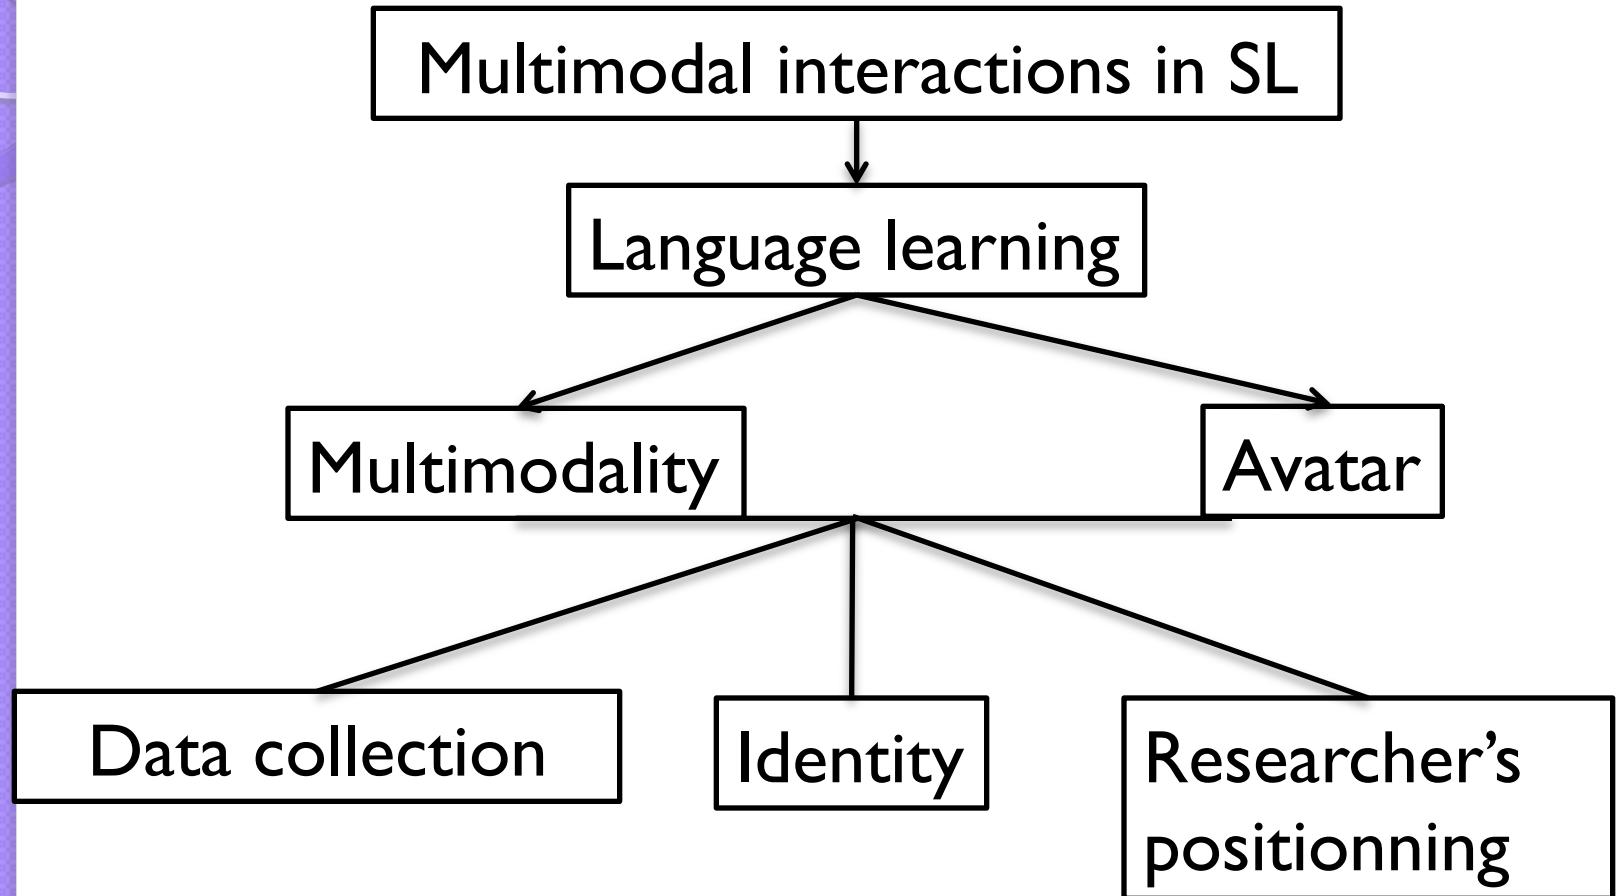 Multimodal interactions in SL
Language learning
Multimodality
Avatar
Data collection
Identity
Researcher’s
positionning